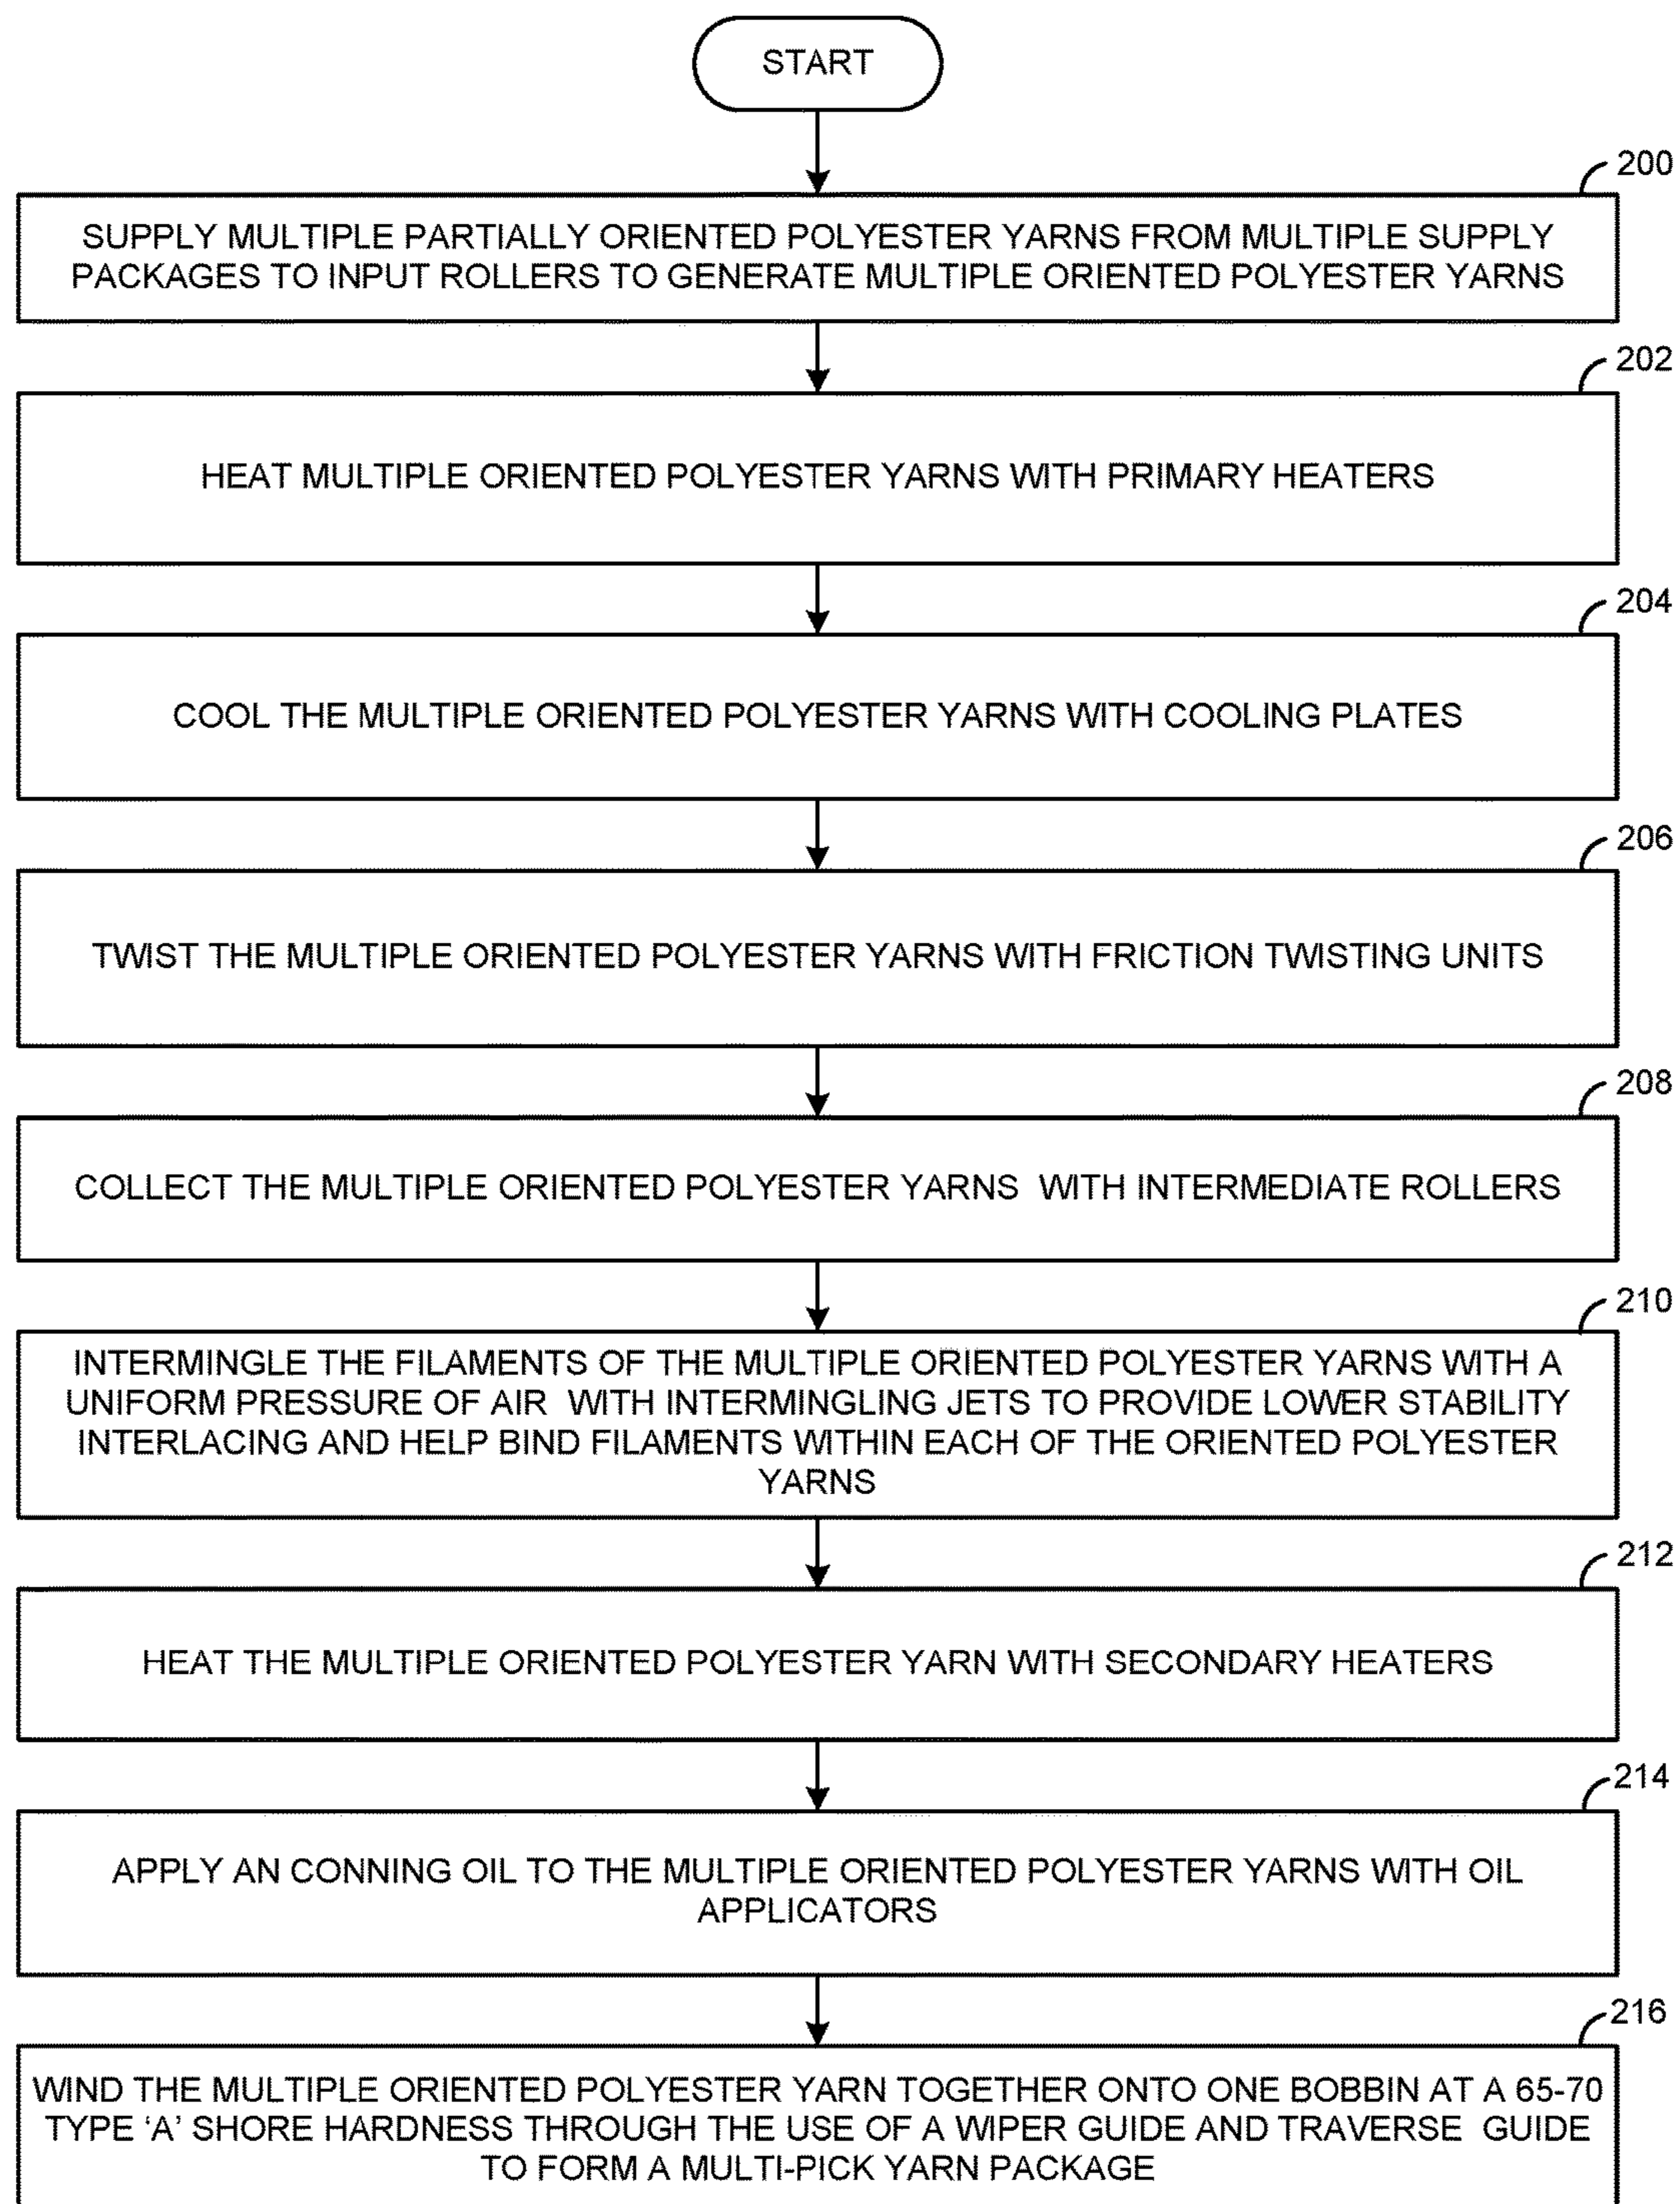 START
200
SUPPLY MULTIPLE PARTIALLY ORIENTED POLYESTER YARNS FROM MULTIPLE SUPPLY
PACKAGES TO INPUT ROLLERS TO GENERATE MULTIPLE ORIENTED POLYESTER YARNS
202
HEAT MULTIPLE ORIENTED POLYESTER YARNS WITH PRIMARY HEATERS
204
COOL THE MULTIPLE ORIENTED POLYESTER YARNS WITH COOLING PLATES
206
TWIST THE MULTIPLE ORIENTED POLYESTER YARNS WITH FRICTION TWISTING UNITS
208
COLLECT THE MULTIPLE ORIENTED POLYESTER YARNS WITH INTERMEDIATE ROLLERS
210
INTERMINGLE THE FILAMENTS OF THE MULTIPLE ORIENTED POLYESTER YARNS WITH A
UNIFORM PRESSURE OF AIR WITH INTERMINGLING JETS TO PROVIDE LOWER STABILITY
INTERLACING AND HELP BIND FILAMENTS WITHIN EACH OF THE ORIENTED POLYESTER
YARNS
212
HEAT THE MULTIPLE ORIENTED POLYESTER YARN WITH SECONDARY HEATERS
214
APPLY AN CONNING OIL TO THE MULTIPLE ORIENTED POLYESTER YARNS WITH OIL
APPLICATORS
216
WIND THE MULTIPLE ORIENTED POLYESTER YARN TOGETHER ONTO ONE BOBBIN AT A 65-70
TYPE ‘A’ SHORE HARDNESS THROUGH THE USE OF A WIPER GUIDE AND TRAVERSE GUIDE
TO FORM A MULTI-PICK YARN PACKAGE